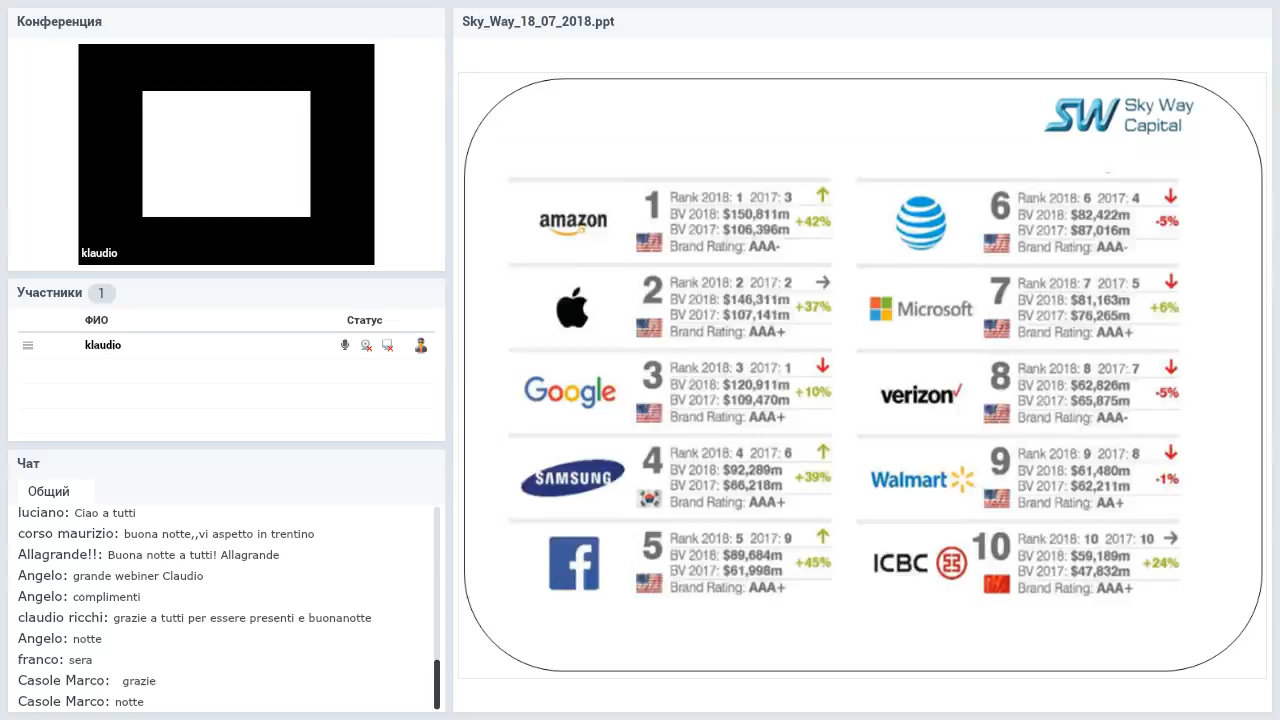 Конференция
klaudio
Участники 1
ФИО Статус
klaudio
Чат
Общий
luciano: Ciao a tutti
corso maurizio: buona notte,,vi aspetto in trentino
Allagrande!!: Buona notte a tutti! Allagrande
Angelo: grande webiner Claudio
Angelo: complimenti
claudio ricchi: grazie a tutti per essere presenti e buonanotte
Angelo: notte
franco: sera
Casole Marco: grazie
Casole Marco: notte
Sky_Way_18_07_2018.ppt
SW Sky Way
Capital
amazon
1
Rank 2018: 1 2017: 3
BV 2018: $150,811m
BV 2017: $106,396m
+42%
Brand Rating: AAA-
2
Rank 2018: 2 2017: 2
BV 2018: $146,311m
BV 2017: $107,141m
+37%
Brand Rating: AAA+
Google
3
Rank 2018: 3 2017: 1
BV 2018: $120,911m
BV 2017: $109,470m
+10%
Brand Rating: AAA+
SAMSUNG
4
Rank 2018: 4 2017: 6
BV 2018: $92,289m
BV 2017: $66,218m
+39%
Brand Rating: AAA+
f
5
Rank 2018: 5 2017: 9
BV 2018: $89,684m
BV 2017: $61,998m
+45%
Brand Rating: AAA+
6
Rank 2018: 6 2017: 4
BV 2018: $82,422m
BV 2017: $87,016m
-5%
Brand Rating: AAA-
Microsoft
7
Rank 2018: 7 2017: 5
BV 2018: $81,163m
BV 2017: $76,265m
+6%
Brand Rating: AAA+
verizon
8
Rank 2018: 8 2017: 7
BV 2018: $62,826m
BV 2017: $65,875m
-5%
Brand Rating: AAA-
Walmart
9
Rank 2018: 9 2017: 8
BV 2018: $61,480m
BV 2017: $62,211m
-1%
Brand Rating: AA+
ICBC
10
Rank 2018: 10 2017: 10
BV 2018: $59,189m
BV 2017: $47,832m
+24%
Brand Rating: AAA+